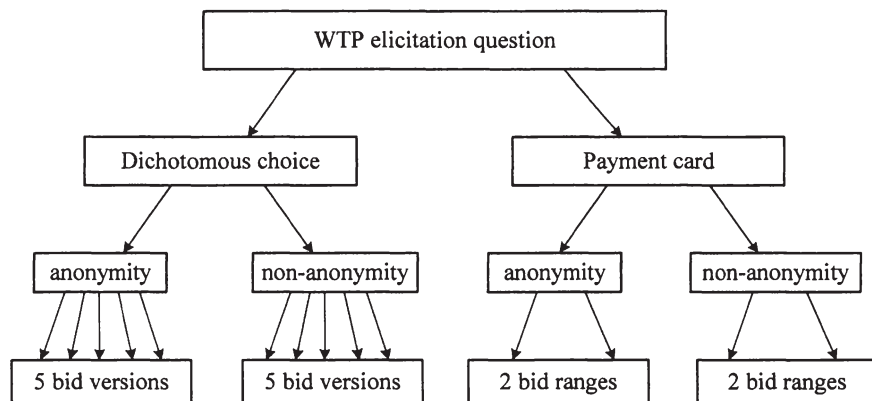 WTP elicitation question
Dichotomous choice
Payment card
anonymity
non-anonymity
anonymity
non-anonymity
5 bid versions
5 bid versions
2 bid ranges
2 bid ranges